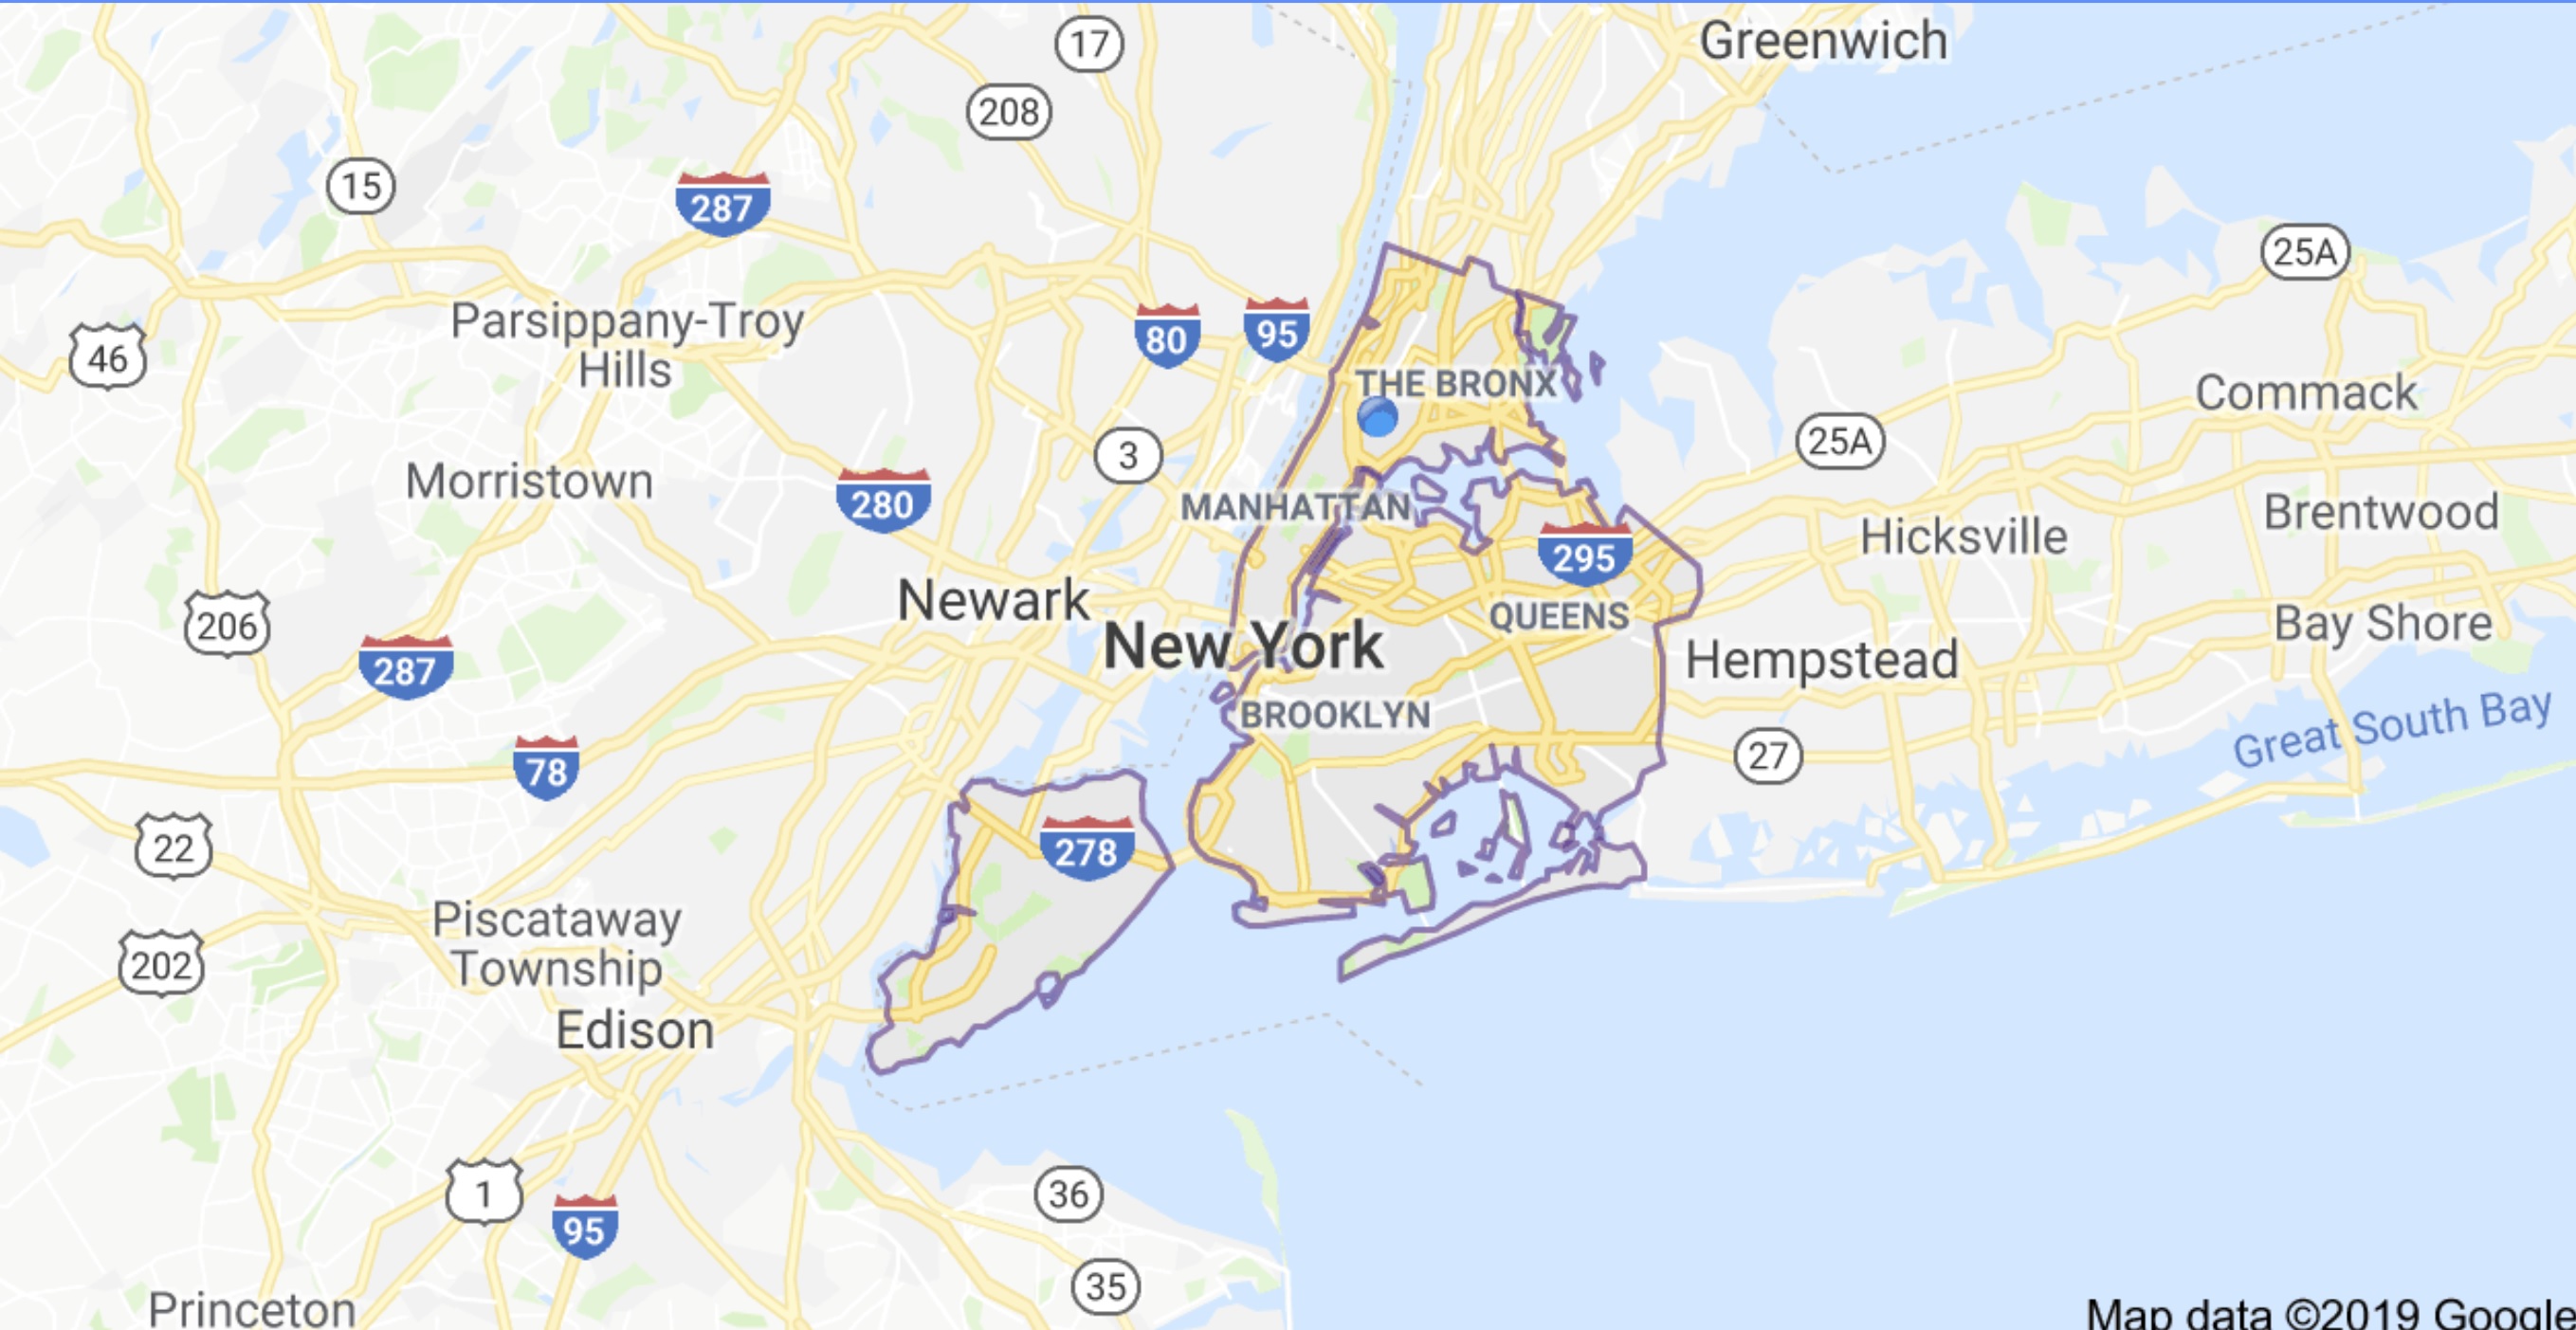 Greenwich
17
208
15
287
25A
Parsippany-Troy
Hills
80
95
46
THE BRONX
Commack
25A
3
Morristown
280
MANHATTAN
Brentwood
Hicksville
295
Newark
206
QUEENS
Bay Shore
New York
287
Hempstead
BROOKLYN
Great South Bay
27
78
22
278
Piscataway
Township
202
Edison
1
36
95
35
Princeton
Map data ©2019 Google